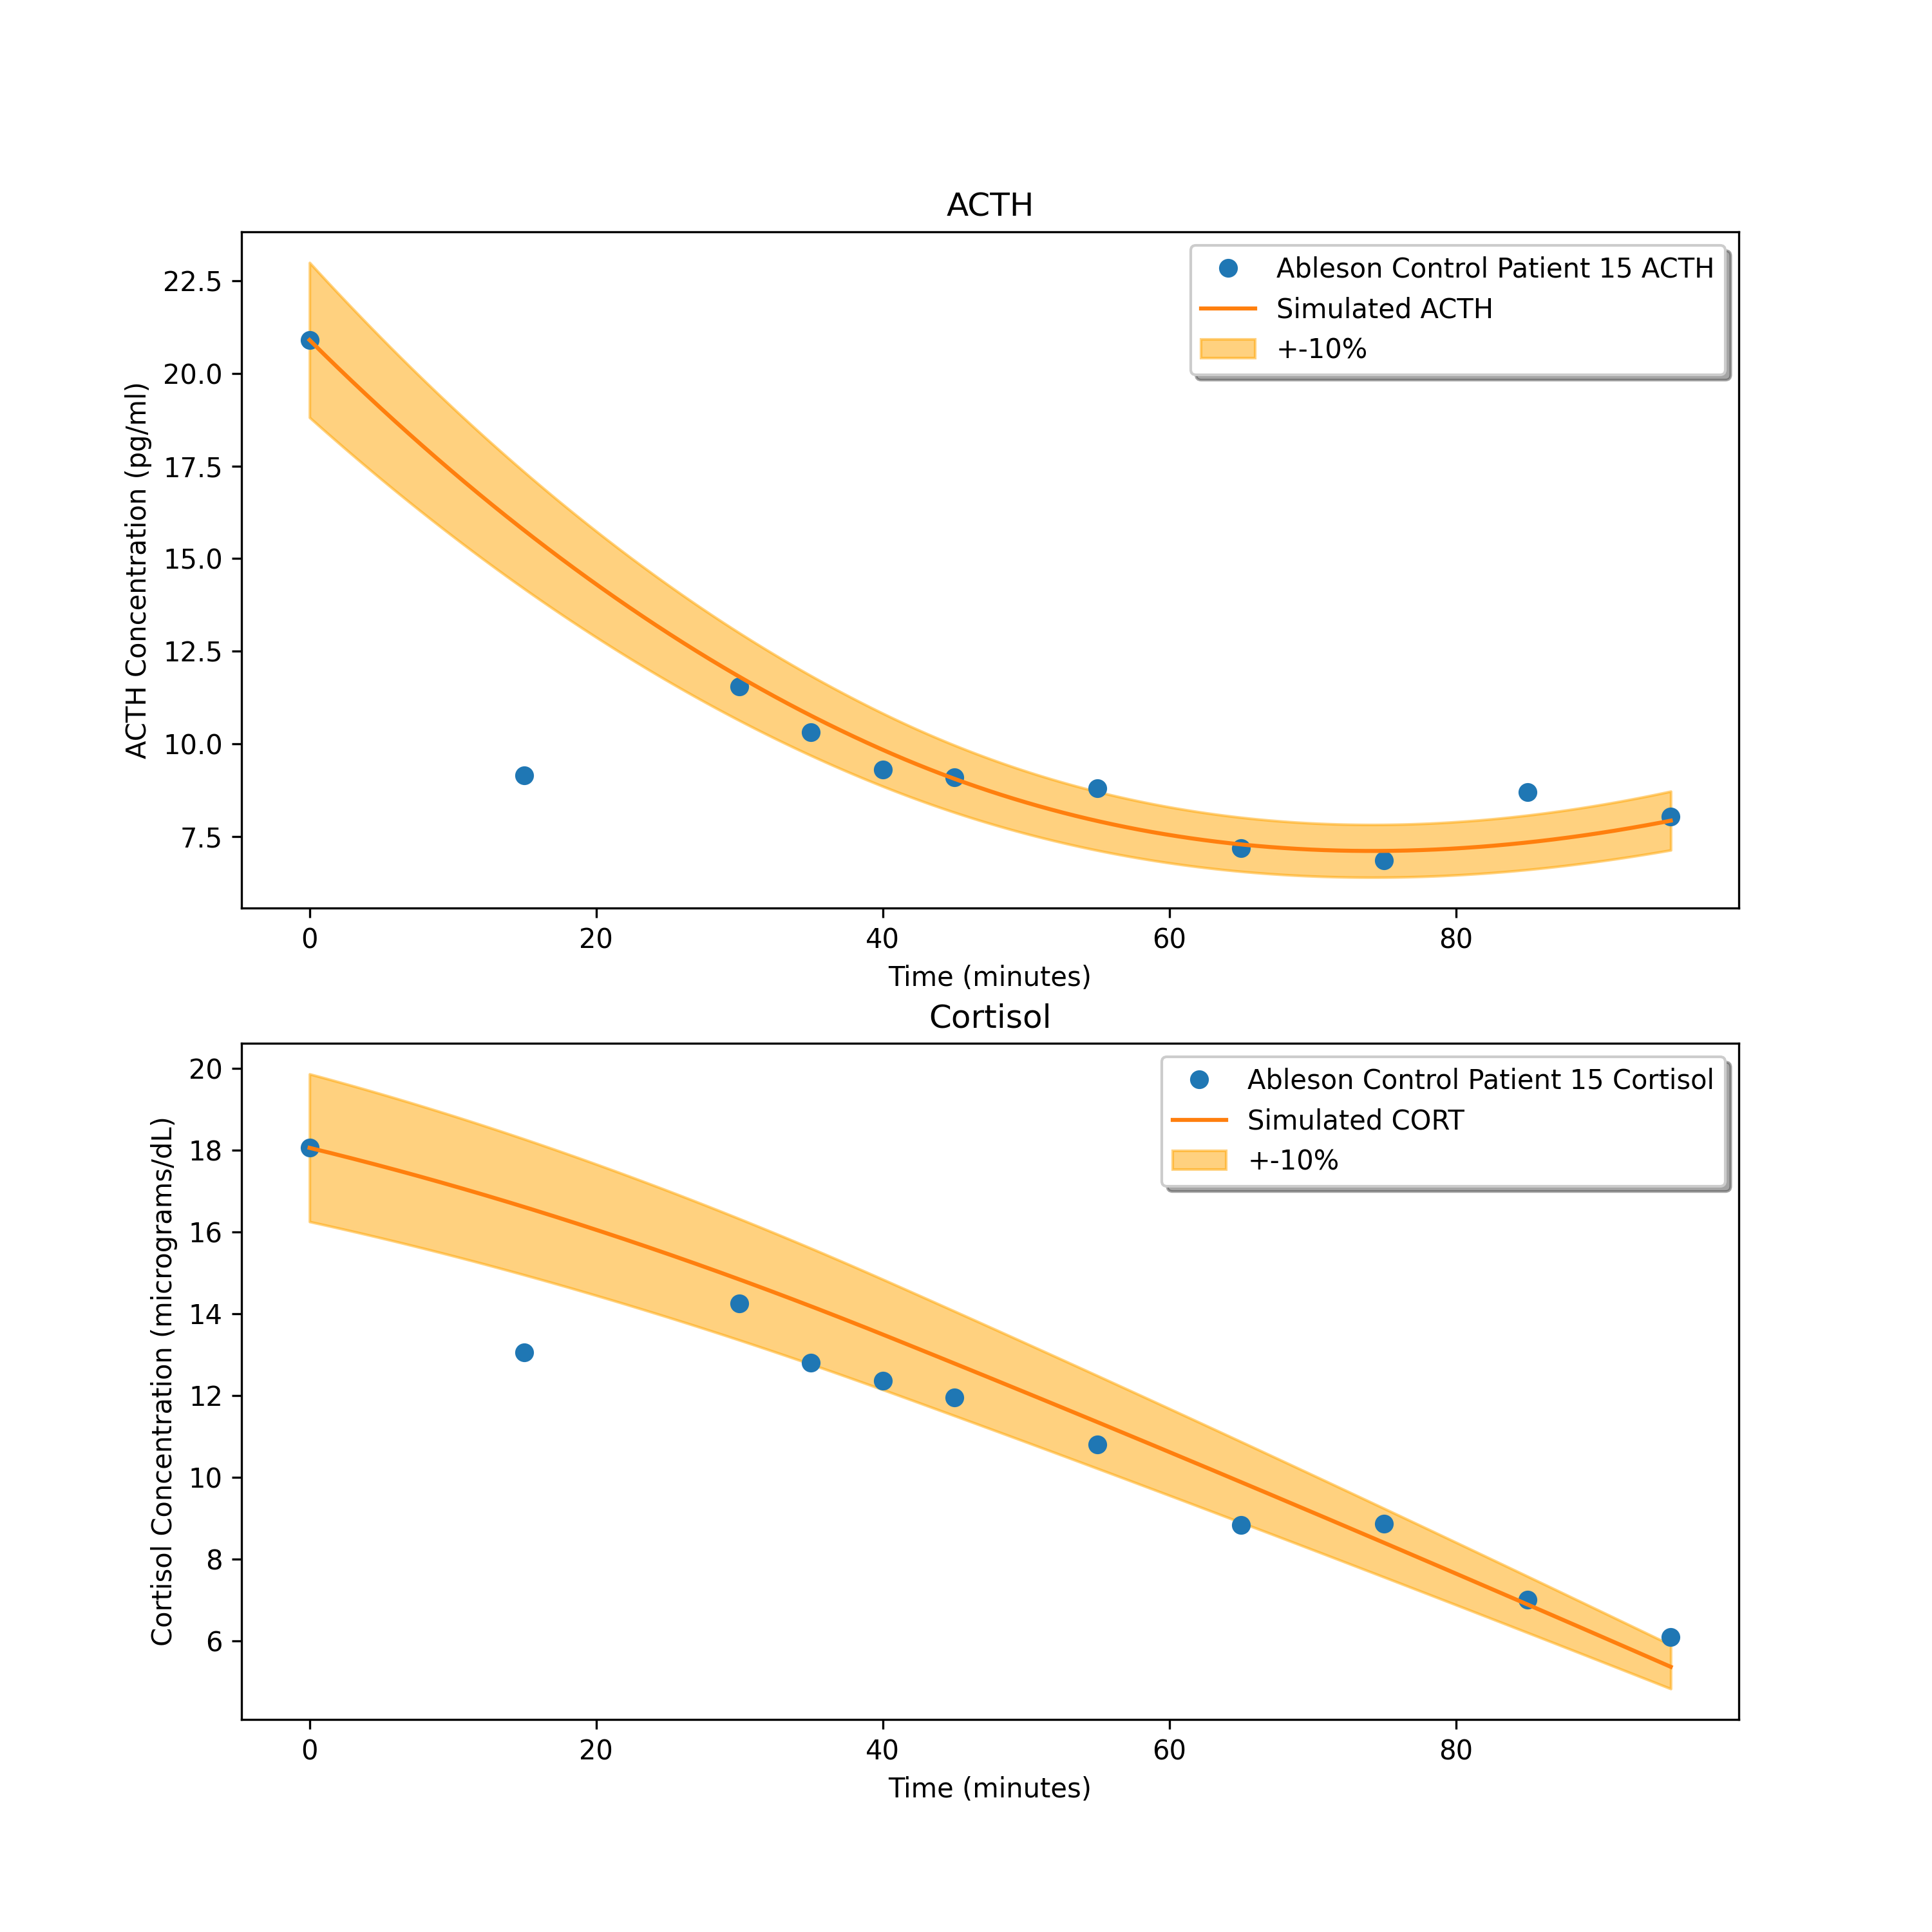 ACTH
Ableson Control Patient 15 ACTH
Simulated ACTH
+-10%
ACTH Concentration (pg/ml)
22.5
20.0
17.5
15.0
12.5
10.0
7.5
0 20 40 60 80
Time (minutes)
Cortisol
Ableson Control Patient 15 Cortisol
Simulated CORT
+-10%
Cortisol Concentration (micrograms/dL)
20
18
16
14
12
10
8
6
0 20 40 60 80
Time (minutes)